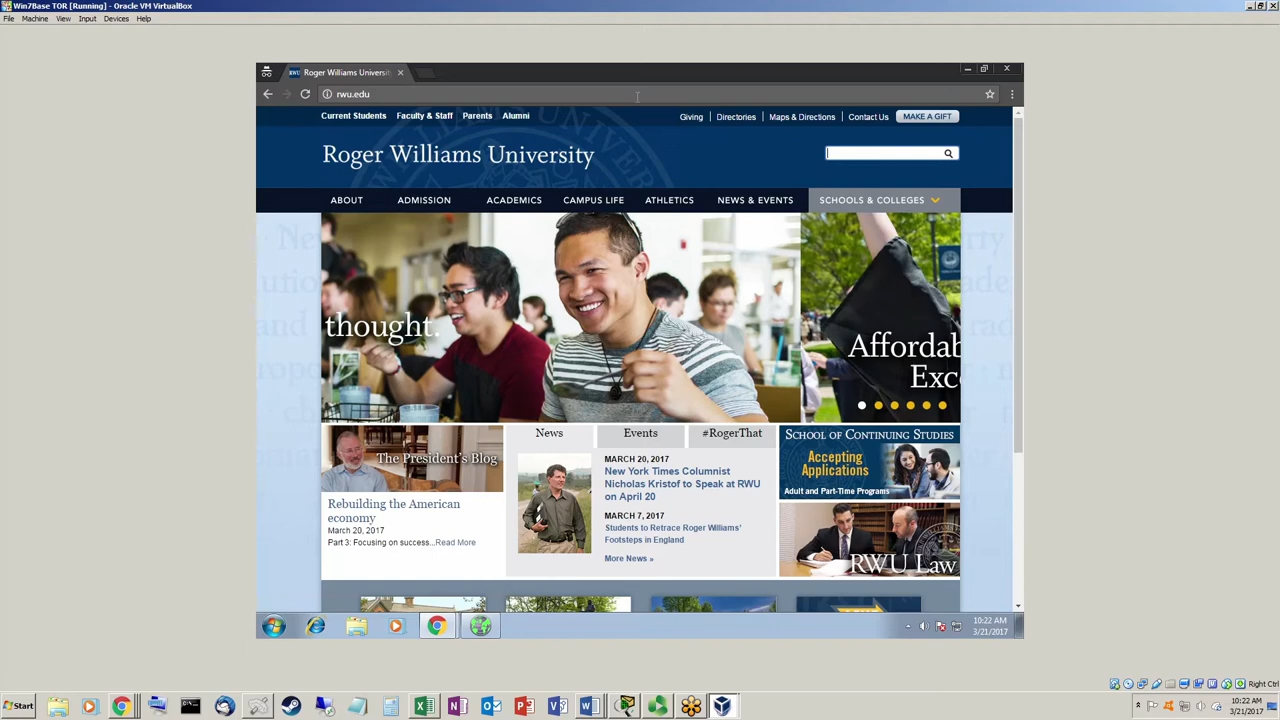 Win7Base TOR [Running] - Oracle VM VirtualBox
File Machine View Input Devices Help
RWU Roger Williams Universit
rwu.edu
Current Students Faculty & Staff Parents Alumni
Giving Directories Maps & Directions Contact Us MAKE A GIFT
Roger Williams University
ABOUT ADMISSION ACADEMICS CAMPUS LIFE ATHLETICS NEWS & EVENTS SCHOOLS & COLLEGES
thought.
Affordab
Exc
The President's Blog
Rebuilding the American
economy
March 20, 2017
Part 3: Focusing on success...Read More
News Events #RogerThat
MARCH 20, 2017
New York Times Columnist
Nicholas Kristof to Speak at RWU
on April 20
MARCH 7, 2017
Students to Retrace Roger Williams'
Footsteps in England
More News »
SCHOOL OF CONTINUING STUDIES
Accepting
Applications
Adult and Part-Time Programs
RWU Law
10:22 AM
3/21/2017
Right Ctrl
Start
10:22 AM
3/21/2017